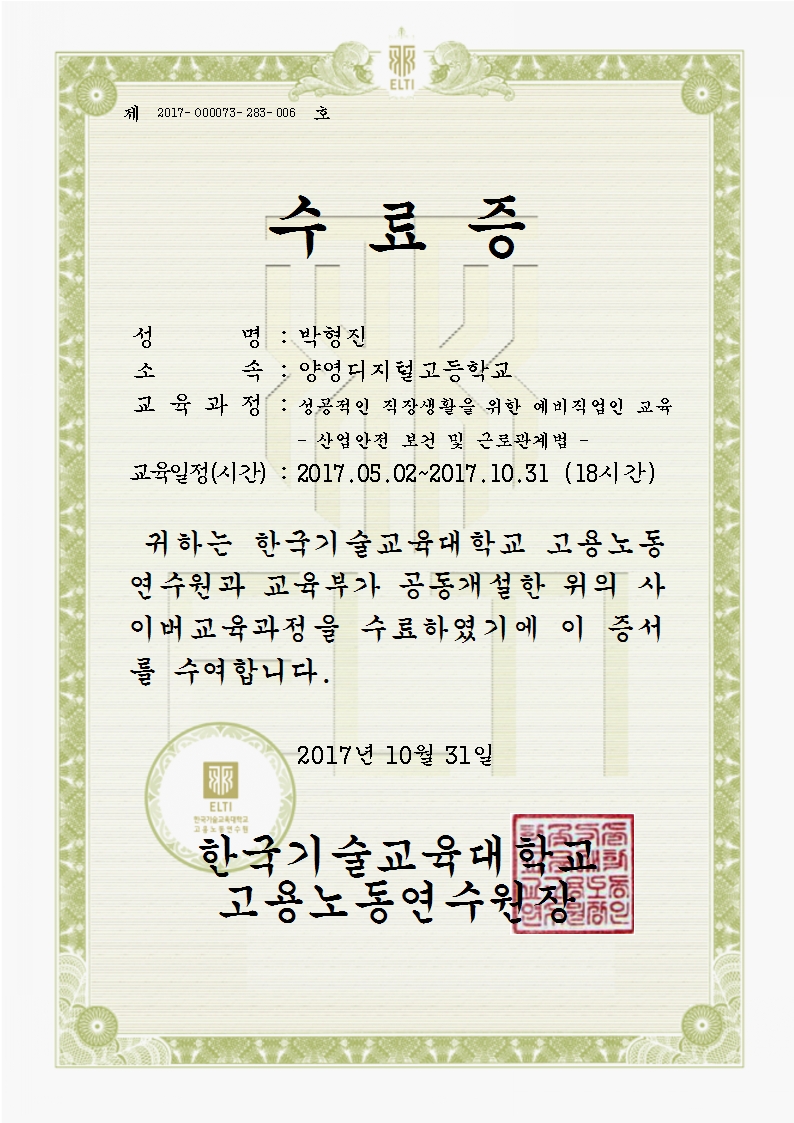 ELTI
제 2017-000073-283-006 호
수 료 증
성 명 : 박형진
소 속 : 양영디지털고등학교
교 육 과 정 : 성공적인 직장생활을 위한 예비직업인 교육
- 산업안전 보건 및 근로관계법 -
교육일정(시간) : 2017.05.02~2017.10.31 (18시간)
귀하는 한국기술교육대학교 고용노동
연수원과 교육부가 공동개설한 위의 사
이버교육과정을 수료하였기에 이 증서
를 수여합니다.
2017년 10월 31일
ELTI
한국기술교육대학교
고용노동연수원
한국기술교육대학교
고용노동연수원장